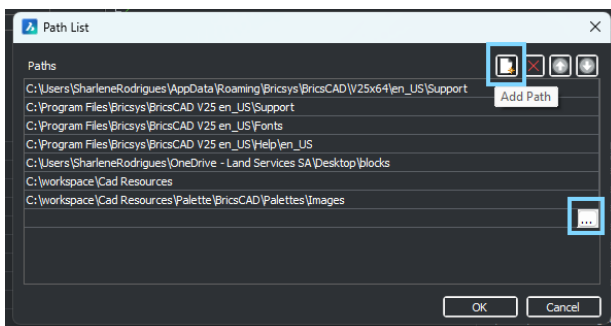 Path List
Paths
Add Path
C:\Users\SharleneRodrigues\AppData\Roaming\Bricsys\BricsCAD\V25x64\en_US\Support
C:\Program Files\Bricsys\BricsCAD V25 en_US\Support
C:\Program Files\Bricsys\BricsCAD V25 en_US\Fonts
C:\Program Files\Bricsys\BricsCAD V25 en_US\Help\en_US
C:\Users\SharleneRodrigues\OneDrive - Land Services SA\Desktop\blocks
C:\workspace\Cad Resources
C:\workspace\Cad Resources\Palette\BricsCAD\Palettes\Images
...
OK Cancel